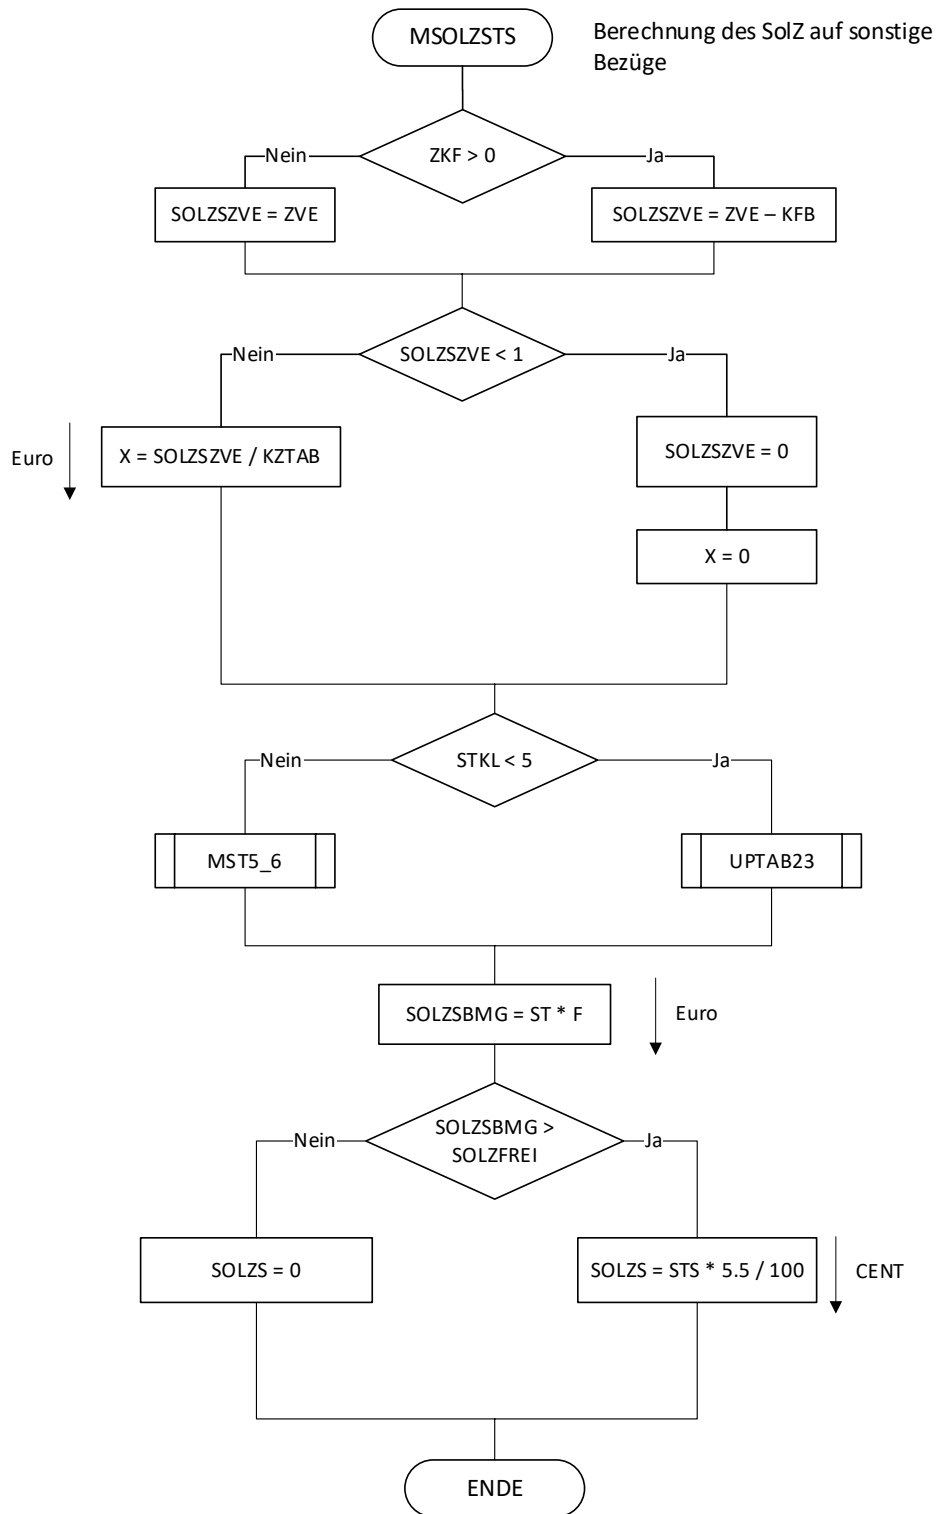 MSOLZSTS
Berechnung des SolZ auf sonstige
Bezüge
ZKF > 0
Nein
Ja
SOLZSZVE = ZVE
SOLZSZVE = ZVE – KFB
SOLZSZVE < 1
Nein
Ja
Euro
X = SOLZSZVE / KZTAB
SOLZSZVE = 0
X = 0
STKL < 5
Nein
Ja
MST5_6
UPTAB23
SOLZSBMG = ST * F
Euro
SOLZSBMG >
SOLZFREI
Nein
Ja
SOLZS = 0
SOLZS = STS * 5.5 / 100
CENT
ENDE